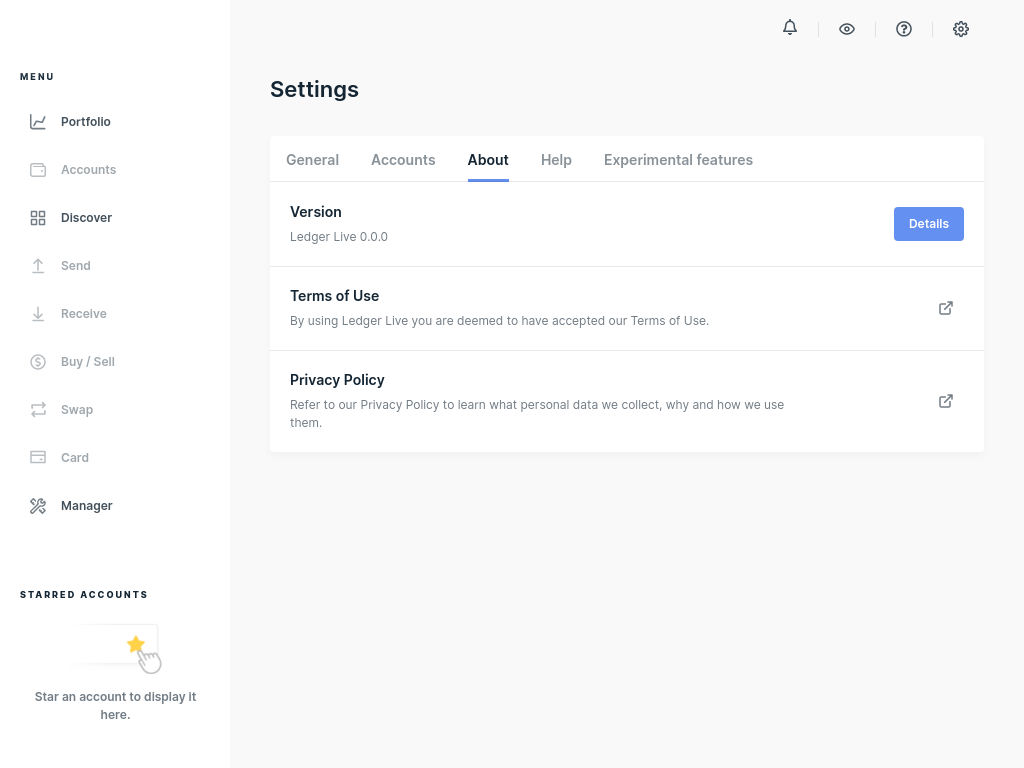 MENU
Portfolio
Accounts
Discover
Send
Receive
Buy / Sell
Swap
Card
Manager
STARRED ACCOUNTS
Star an account to display it
here.
Settings
General Accounts About Help Experimental features
Version
Ledger Live 0.0.0
Details
Terms of Use
By using Ledger Live you are deemed to have accepted our Terms of Use.
Privacy Policy
Refer to our Privacy Policy to learn what personal data we collect, why and how we use
them.